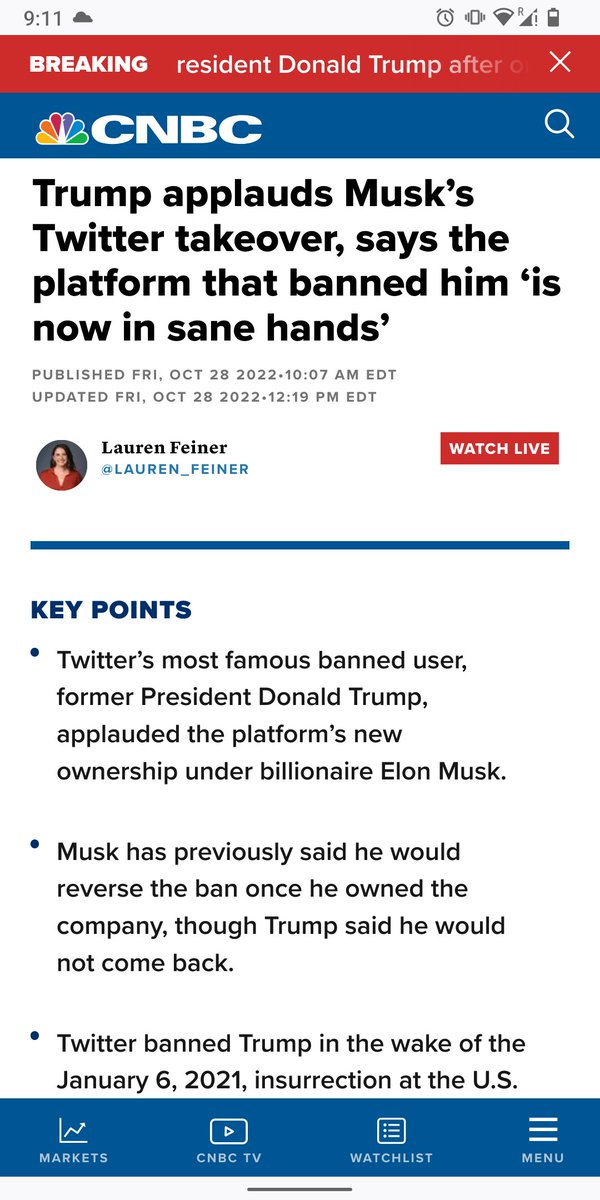 9:11
R
BREAKING resident Donald Trump after
CNBC
Trump applauds Musk’s
Twitter takeover, says the
platform that banned him ‘is
now in sane hands’
PUBLISHED FRI, OCT 28 2022•10:07 AM EDT
UPDATED FRI, OCT 28 2022•12:19 PM EDT
Lauren Feiner
@LAUREN_FEINER
WATCH LIVE
KEY POINTS
• Twitter’s most famous banned user,
former President Donald Trump,
applauded the platform’s new
ownership under billionaire Elon Musk.
• Musk has previously said he would
reverse the ban once he owned the
company, though Trump said he would
not come back.
• Twitter banned Trump in the wake of the
January 6, 2021, insurrection at the U.S.
MARKETS
CNBC TV
WATCHLIST
MENU